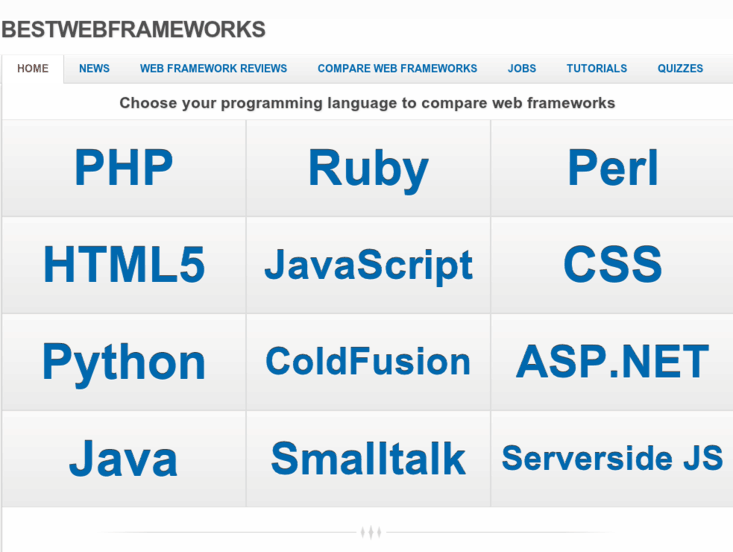 BESTWEBFRAMEWORKS
HOME NEWS WEB FRAMEWORK REVIEWS COMPARE WEB FRAMEWORKS JOBS TUTORIALS QUIZZES
Choose your programming language to compare web frameworks
PHP Ruby Perl
HTML5 JavaScript CSS
Python ColdFusion ASP.NET
Java Smalltalk Serverside JS